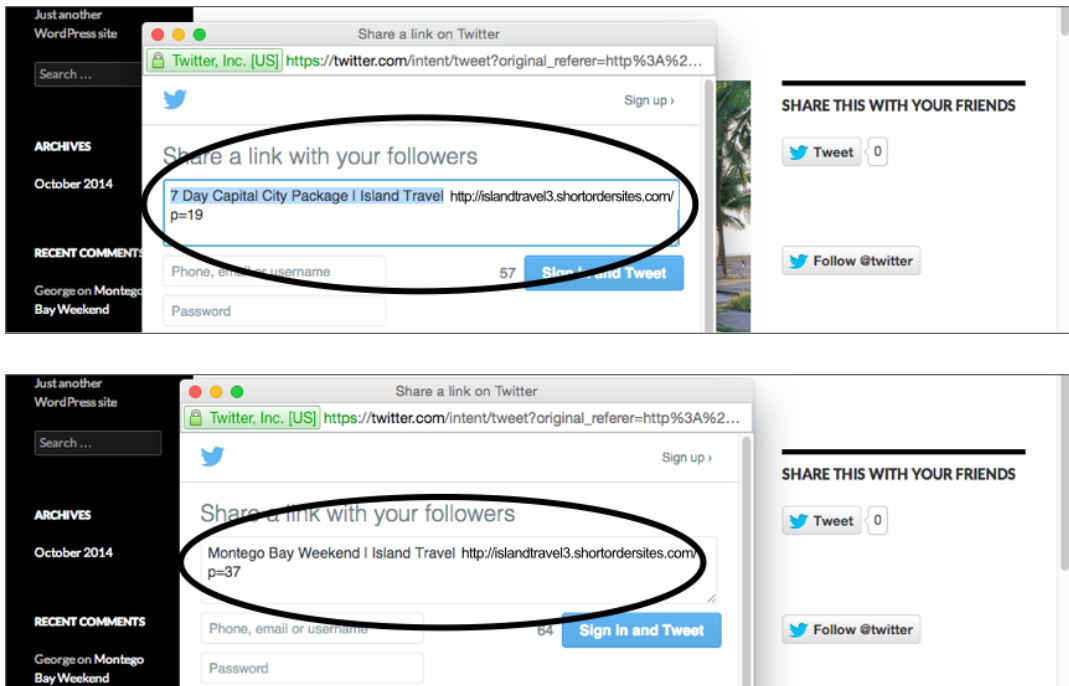 Just another
WordPress site
Search ...
ARCHIVES
October 2014
RECENT COMMENTS
George on Montego
Bay Weekend
Share a link on Twitter
Twitter, Inc. [US] https://twitter.com/intent/tweet?original_referer=http%3A%2...
Sign up ›
Share a link with your followers
7 Day Capital City Package | Island Travel http://islandtravel3.shortordersites.com/
p=19
Phone, email or username
57 Sign in and Tweet
Password
SHARE THIS WITH YOUR FRIENDS
Tweet 0
Follow @twitter
Just another
WordPress site
Search ...
ARCHIVES
October 2014
RECENT COMMENTS
George on Montego
Bay Weekend
Share a link on Twitter
Twitter, Inc. [US] https://twitter.com/intent/tweet?original_referer=http%3A%2...
Sign up ›
Share a link with your followers
Montego Bay Weekend | Island Travel http://islandtravel3.shortordersites.com/
p=37
Phone, email or username
64 Sign in and Tweet
Password
SHARE THIS WITH YOUR FRIENDS
Tweet 0
Follow @twitter